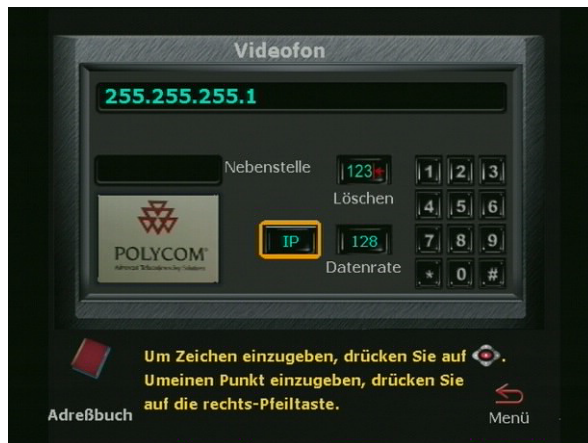 Videofon
255.255.255.1
Nebenstelle
123
Löschen
1 2 3
4 5 6
POLYCOM
IP
128
7 8 9
Datenrate
* 0 #
Um Zeichen einzugeben, drücken Sie auf .
Umeinen Punkt einzugeben, drücken Sie
auf die rechts-Pfeiltaste.
Adreßbuch
Menü